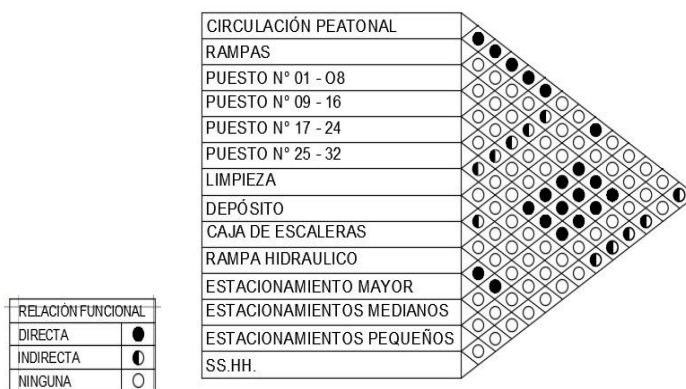 CIRCULACIÓN PEATONAL
RAMPAS
PUESTO N° 01 - O8
PUESTO N° 09 - 16
PUESTO N° 17 - 24
PUESTO N° 25 - 32
LIMPIEZA
DEPÓSITO
CAJA DE ESCALERAS
RAMPA HIDRAULICO
ESTACIONAMIENTO MAYOR
ESTACIONAMIENTOS MEDIANOS
ESTACIONAMIENTOS PEQUEÑOS
SS.HH.
RELACIÓN FUNCIONAL
DIRECTA
INDIRECTA
NINGUNA